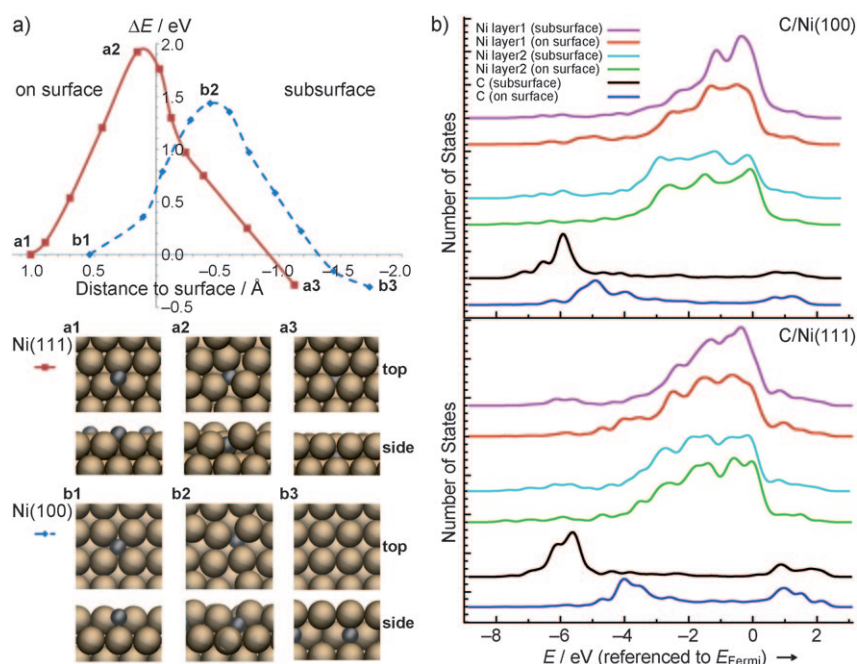 a)
ΔE / eV
2.0
a2
on surface
subsurface
1.5
b2
1.0
0.5
a1
b1
0.0
1.0
0.5
−0.5
−1.0
−1.5
−2.0
Distance to surface / Å
a3
b3
−0.5
a1
a2
a3
Ni(111)
top
side
b1
b2
b3
Ni(100)
top
side
b)
C/Ni(100)
Ni layer1 (subsurface)
Ni layer1 (on surface)
Ni layer2 (subsurface)
Ni layer2 (on surface)
C (subsurface)
C (on surface)
Number of States
C/Ni(111)
Number of States
−8
−6
−4
−2
0
2
E / eV (referenced to EFermi) →